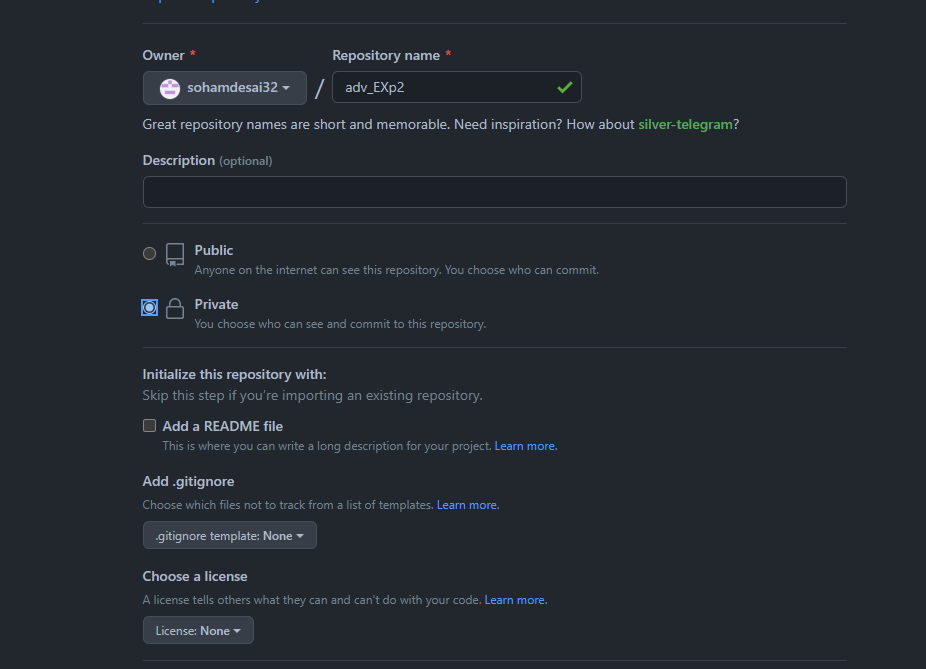 Owner *
Repository name *
sohamdesai32 / adv_EXp2
Great repository names are short and memorable. Need inspiration? How about silver-telegram?
Description (optional)
Public
Anyone on the internet can see this repository. You choose who can commit.
Private
You choose who can see and commit to this repository.
Initialize this repository with:
Skip this step if you're importing an existing repository.
Add a README file
This is where you can write a long description for your project. Learn more.
Add .gitignore
Choose which files not to track from a list of templates. Learn more.
.gitignore template: None
Choose a license
A license tells others what they can and can't do with your code. Learn more.
License: None